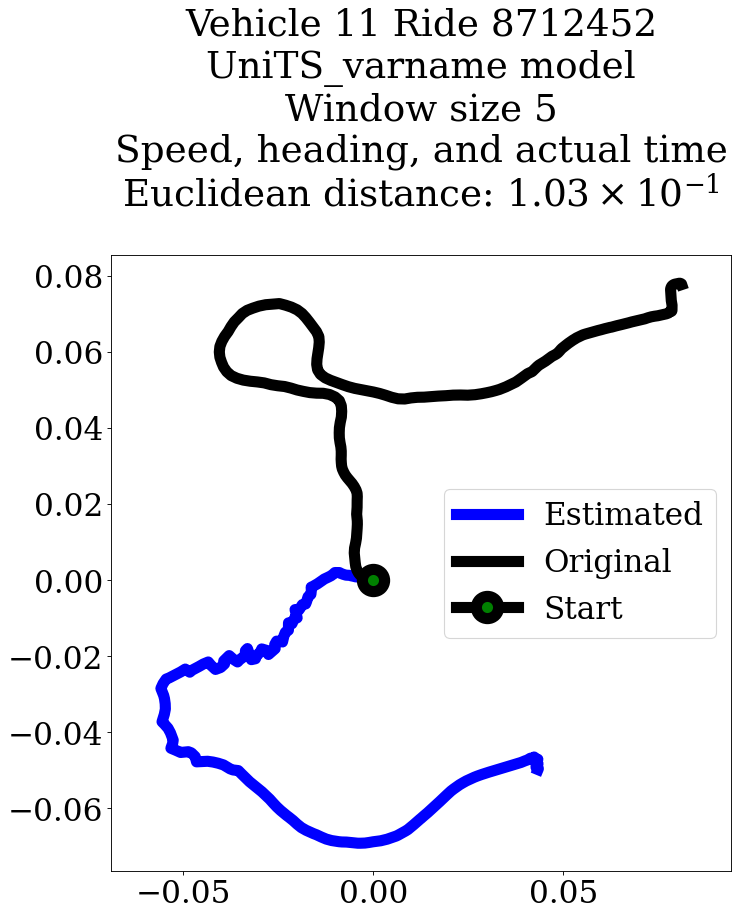 Vehicle 11 Ride 8712452
UniTS_varname model
Window size 5
Speed, heading, and actual time
Euclidean distance: 1.03 × 10⁻¹
0.08
0.06
0.04
0.02
0.00
−0.02
−0.04
−0.06
Estimated
Original
Start
−0.05 0.00 0.05